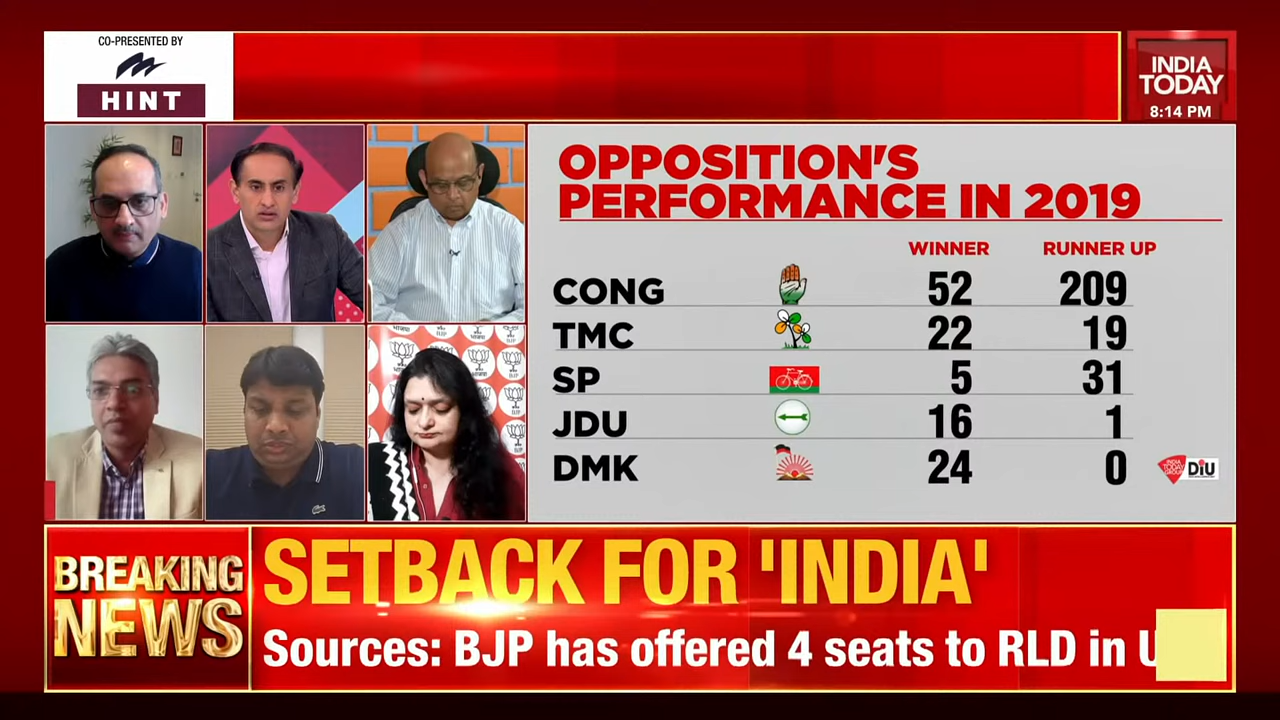 CO-PRESENTED BY
HINT
INDIA
TODAY
8:14 PM
OPPOSITION'S
PERFORMANCE IN 2019
WINNER RUNNER UP
CONG 52 209
TMC 22 19
SP 5 31
JDU 16 1
DMK 24 0
DIU
BJP
BREAKING
NEWS
SETBACK FOR 'INDIA'
Sources: BJP has offered 4 seats to RLD in